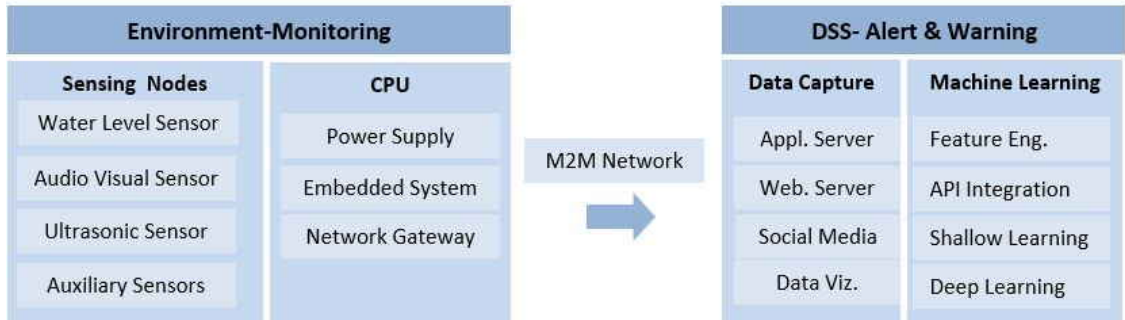 Environment-Monitoring
Sensing Nodes
Water Level Sensor
Audio Visual Sensor
Ultrasonic Sensor
Auxiliary Sensors
CPU
Power Supply
Embedded System
Network Gateway
M2M Network
DSS- Alert & Warning
Data Capture
Appl. Server
Web. Server
Social Media
Data Viz.
Machine Learning
Feature Eng.
API Integration
Shallow Learning
Deep Learning